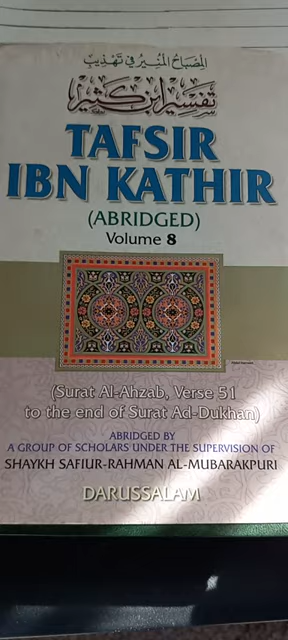 المصباح المنير في تهذيب
تفسير ابن كثير
TAFSIR
IBN KATHIR
(ABRIDGED)
Volume 8
(Surat Al-Ahzab, Verse 51
to the end of Surat Ad-Dukhan)
ABRIDGED BY
A GROUP OF SCHOLARS UNDER THE SUPERVISION OF
SHAYKH SAFIUR-RAHMAN AL-MUBARAKPURI
DARUSSALAM